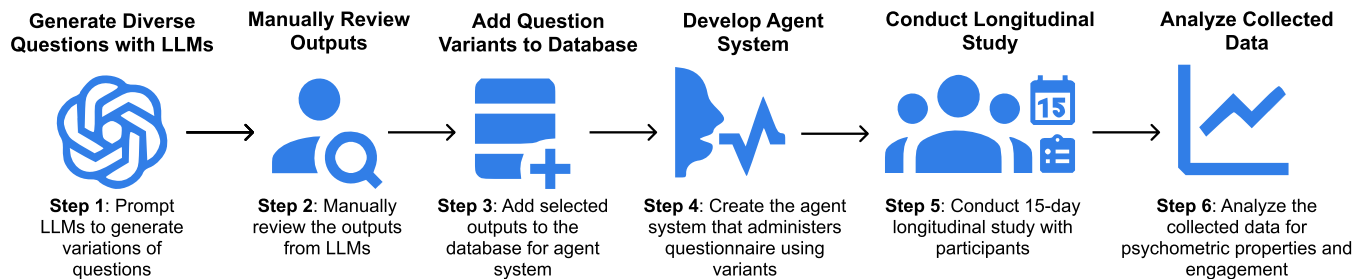 Generate Diverse
Questions with LLMs
Manually Review
Outputs
Add Question
Variants to Database
Develop Agent
System
Conduct Longitudinal
Study
Analyze Collected
Data
15
Step 1: Prompt
LLMs to generate
variations of
questions
Step 2: Manually
review the outputs
from LLMs
Step 3: Add selected
outputs to the
database for agent
system
Step 4: Create the agent
system that administers
questionnaire using
variants
Step 5: Conduct 15-day
longitudinal study with
participants
Step 6: Analyze the
collected data for
psychometric properties and
engagement